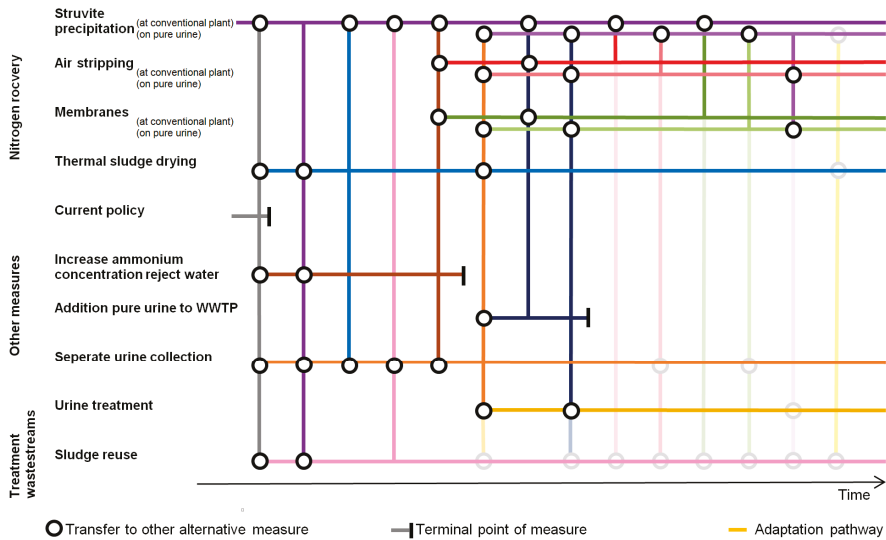 Nitrogen rocvery
Struvite
precipitation (at conventional plant)
(on pure urine)
Air stripping
(at conventional plant)
(on pure urine)
Membranes
(at conventional plant)
(on pure urine)
Thermal sludge drying
Current policy
Other measures
Increase ammonium
concentration reject water
Addition pure urine to WWTP
Seperate urine collection
Treatment
wastestreams
Urine treatment
Sludge reuse
Time
Transfer to other alternative measure
Terminal point of measure
Adaptation pathway